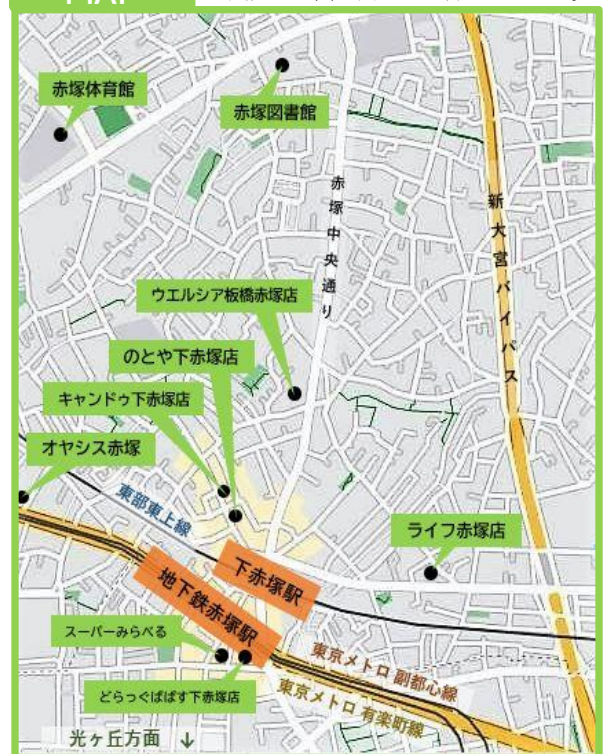 赤塚体育館
赤塚図書館
赤塚中央通り
新大宮バイパス
ウエルシア板橋赤塚店
のとや下赤塚店
キャンドゥ下赤塚店
オヤシス赤塚
東部東上線
ライフ赤塚店
下赤塚駅
地下鉄赤塚駅
スーパーみらべる
どらっぐぱぱす下赤塚店
東京メトロ 副都心線
東京メトロ 有楽町線
光ヶ丘方面 ↓